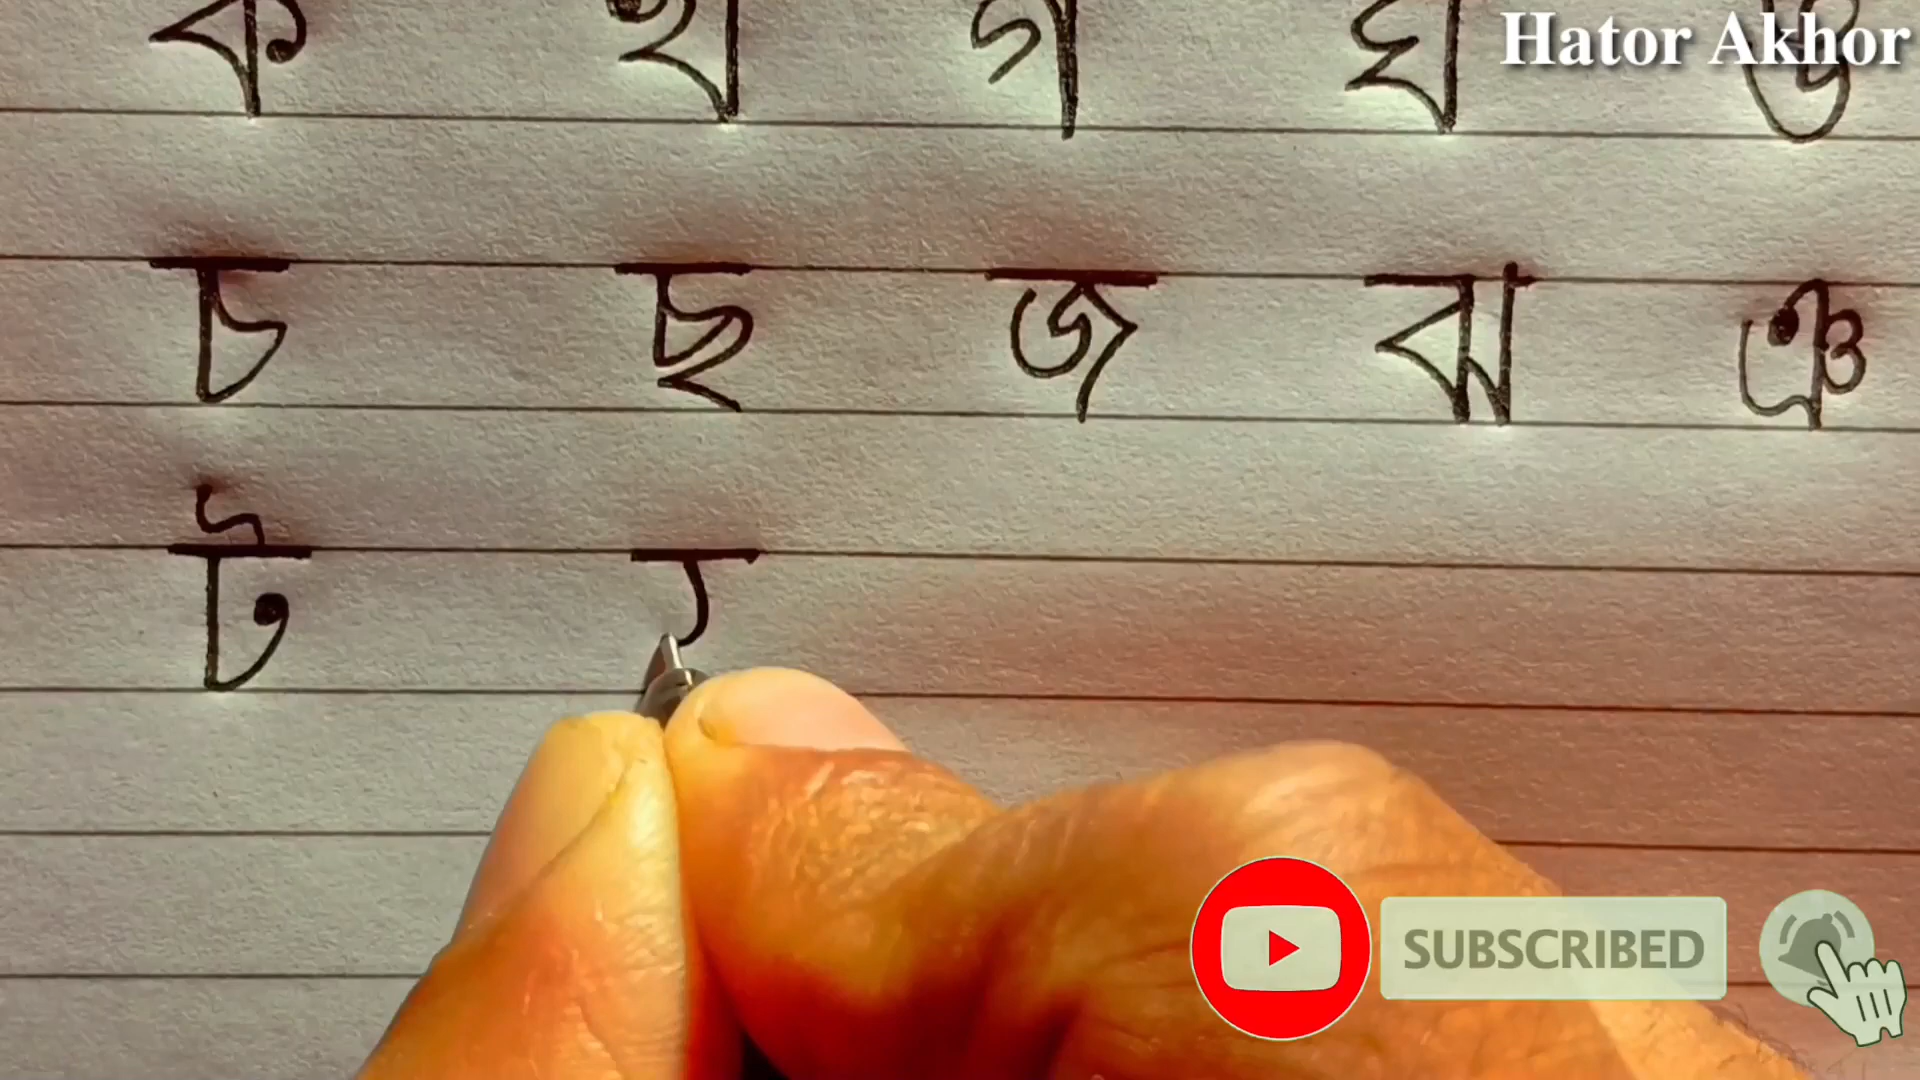 Hator Akhor
ক খ গ ঘ ঙ
চ ছ জ ঝ ঞ
ট
SUBSCRIBED